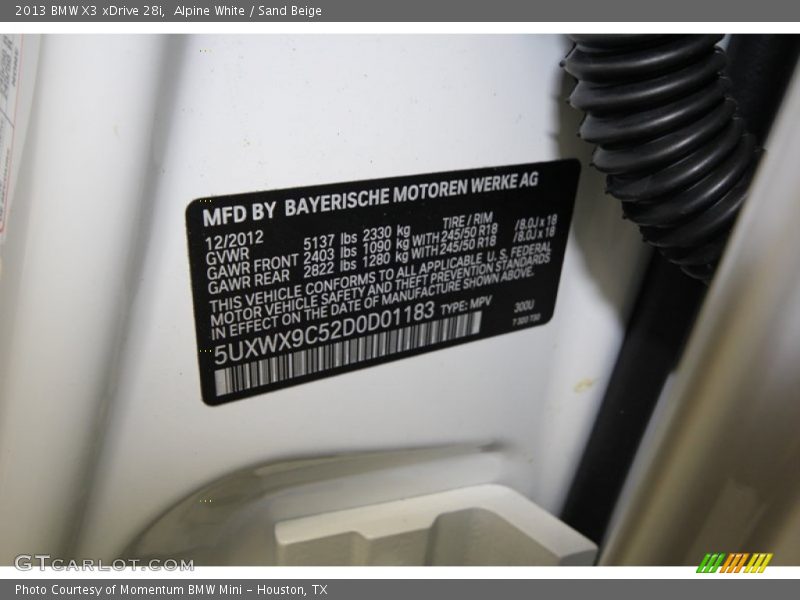 2013 BMW X3 xDrive 28i, Alpine White / Sand Beige
MFD BY BAYERISCHE MOTOREN WERKE AG
12/2012 TIRE / RIM
GVWR 5137 lbs 2330 kg
GAWR FRONT 2403 lbs 1090 kg WITH 245/50 R18 /8.0J x 18
GAWR REAR 2822 lbs 1280 kg WITH 245/50 R18 /8.0J x 18
THIS VEHICLE CONFORMS TO ALL APPLICABLE U.S. FEDERAL
MOTOR VEHICLE SAFETY AND THEFT PREVENTION STANDARDS
IN EFFECT ON THE DATE OF MANUFACTURE SHOWN ABOVE.
5UXWX9C52D0D01183 TYPE: MPV 300U
GTCarLot.com
Photo Courtesy of Momentum BMW Mini - Houston, TX